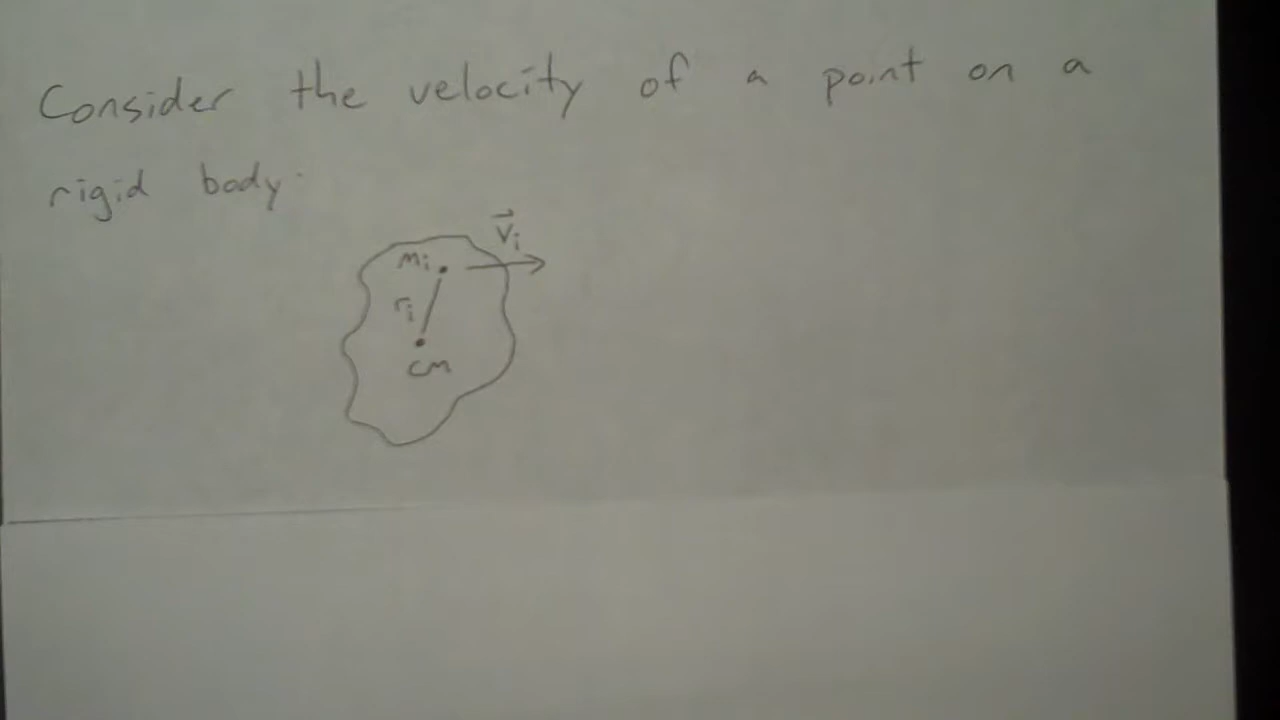 Consider the velocity of a point on a
rigid body.
v⃗ᵢ
mᵢ
rᵢ
cm